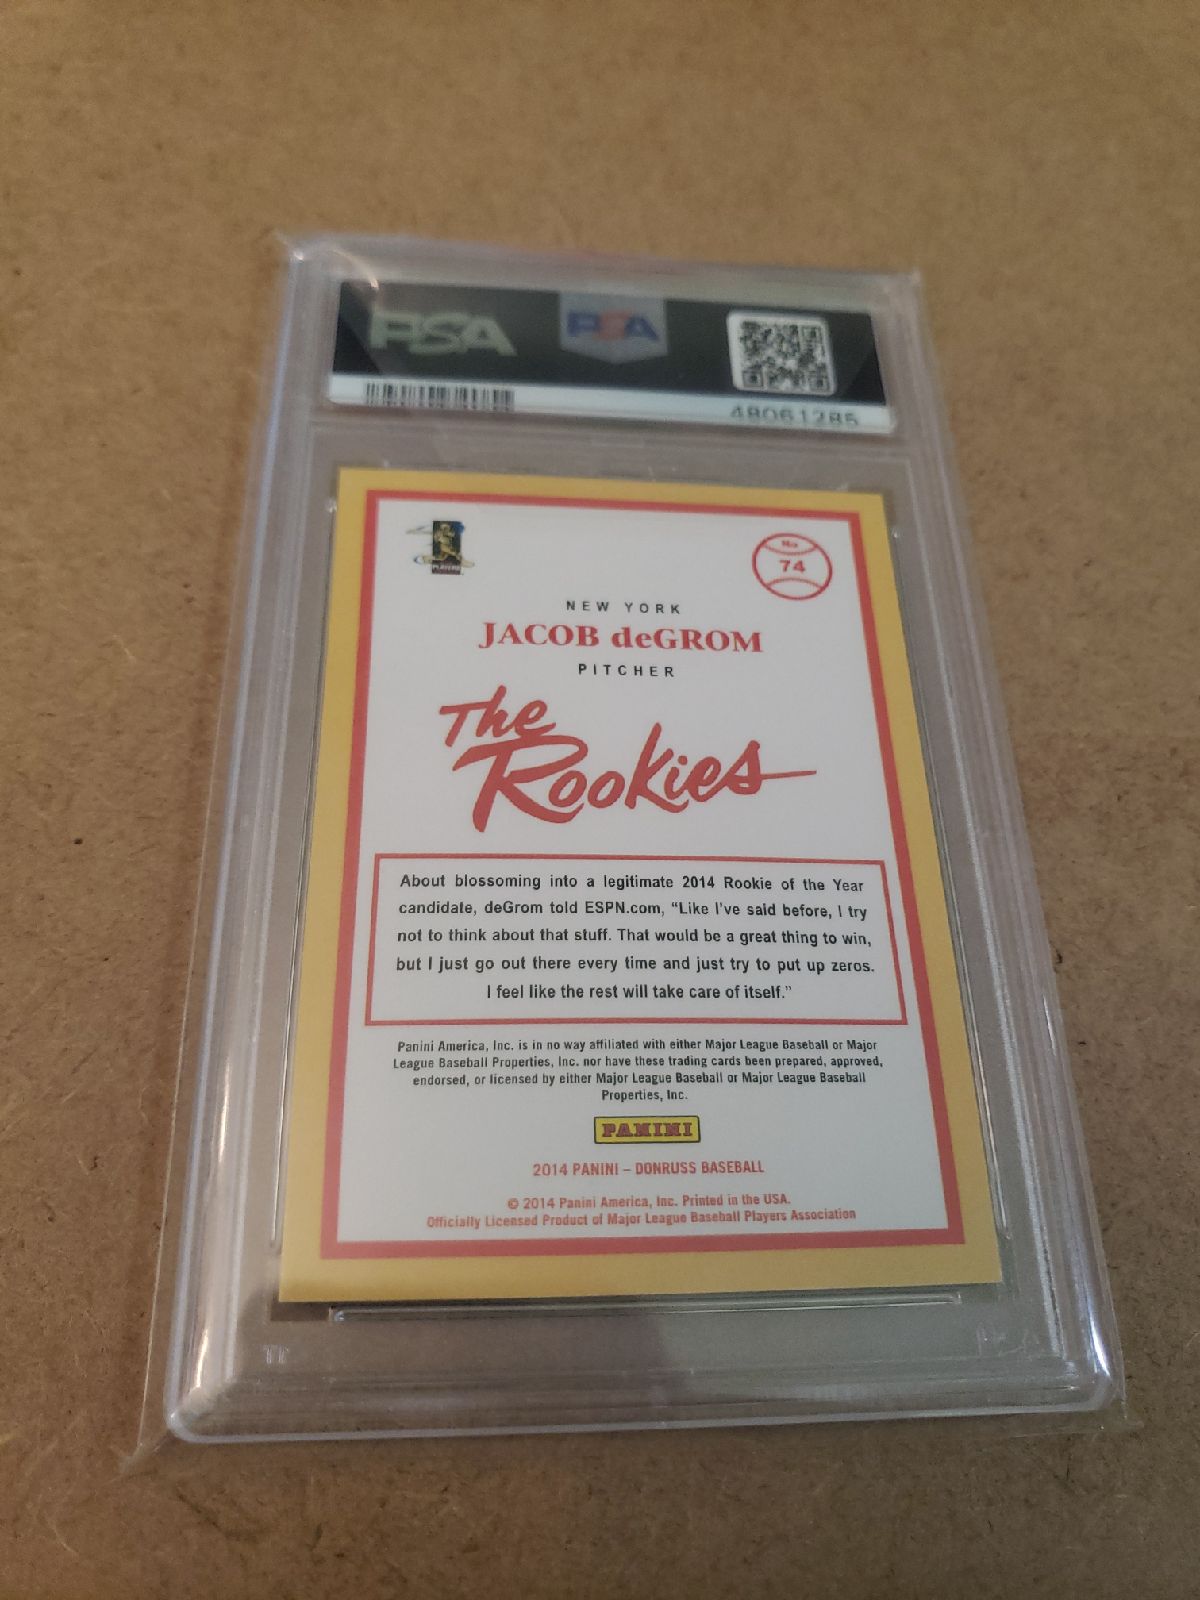 PSA
PSA
48061285
PLAYERS
No
74
NEW YORK
JACOB deGROM
PITCHER
The
Rookies
About blossoming into a legitimate 2014 Rookie of the Year
candidate, deGrom told ESPN.com, “Like I’ve said before, I try
not to think about that stuff. That would be a great thing to win,
but I just go out there every time and just try to put up zeros.
I feel like the rest will take care of itself.”
Panini America, Inc. is in no way affiliated with either Major League Baseball or Major
League Baseball Properties, Inc. nor have these trading cards been prepared, approved,
endorsed, or licensed by either Major League Baseball or Major League Baseball
Properties, Inc.
PANINI
2014 PANINI – DONRUSS BASEBALL
© 2014 Panini America, Inc. Printed in the USA.
Officially Licensed Product of Major League Baseball Players Association